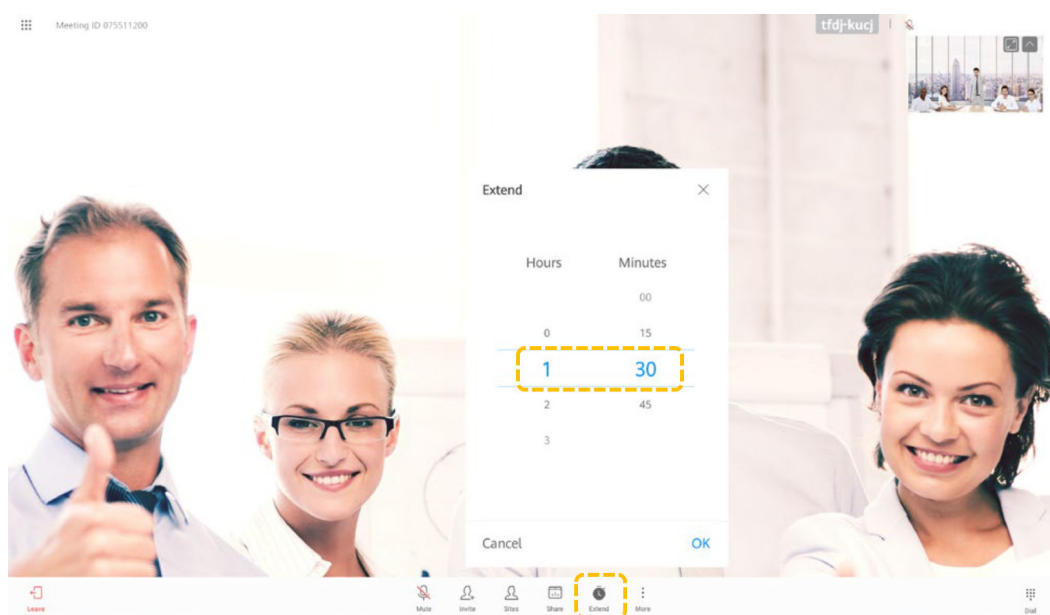 Meeting ID 075511200
tfdj-kucj
Extend
Hours Minutes
00
0 15
1 30
2 45
3
Cancel OK
Leave Mute Invite Sites Share Extend More Dial